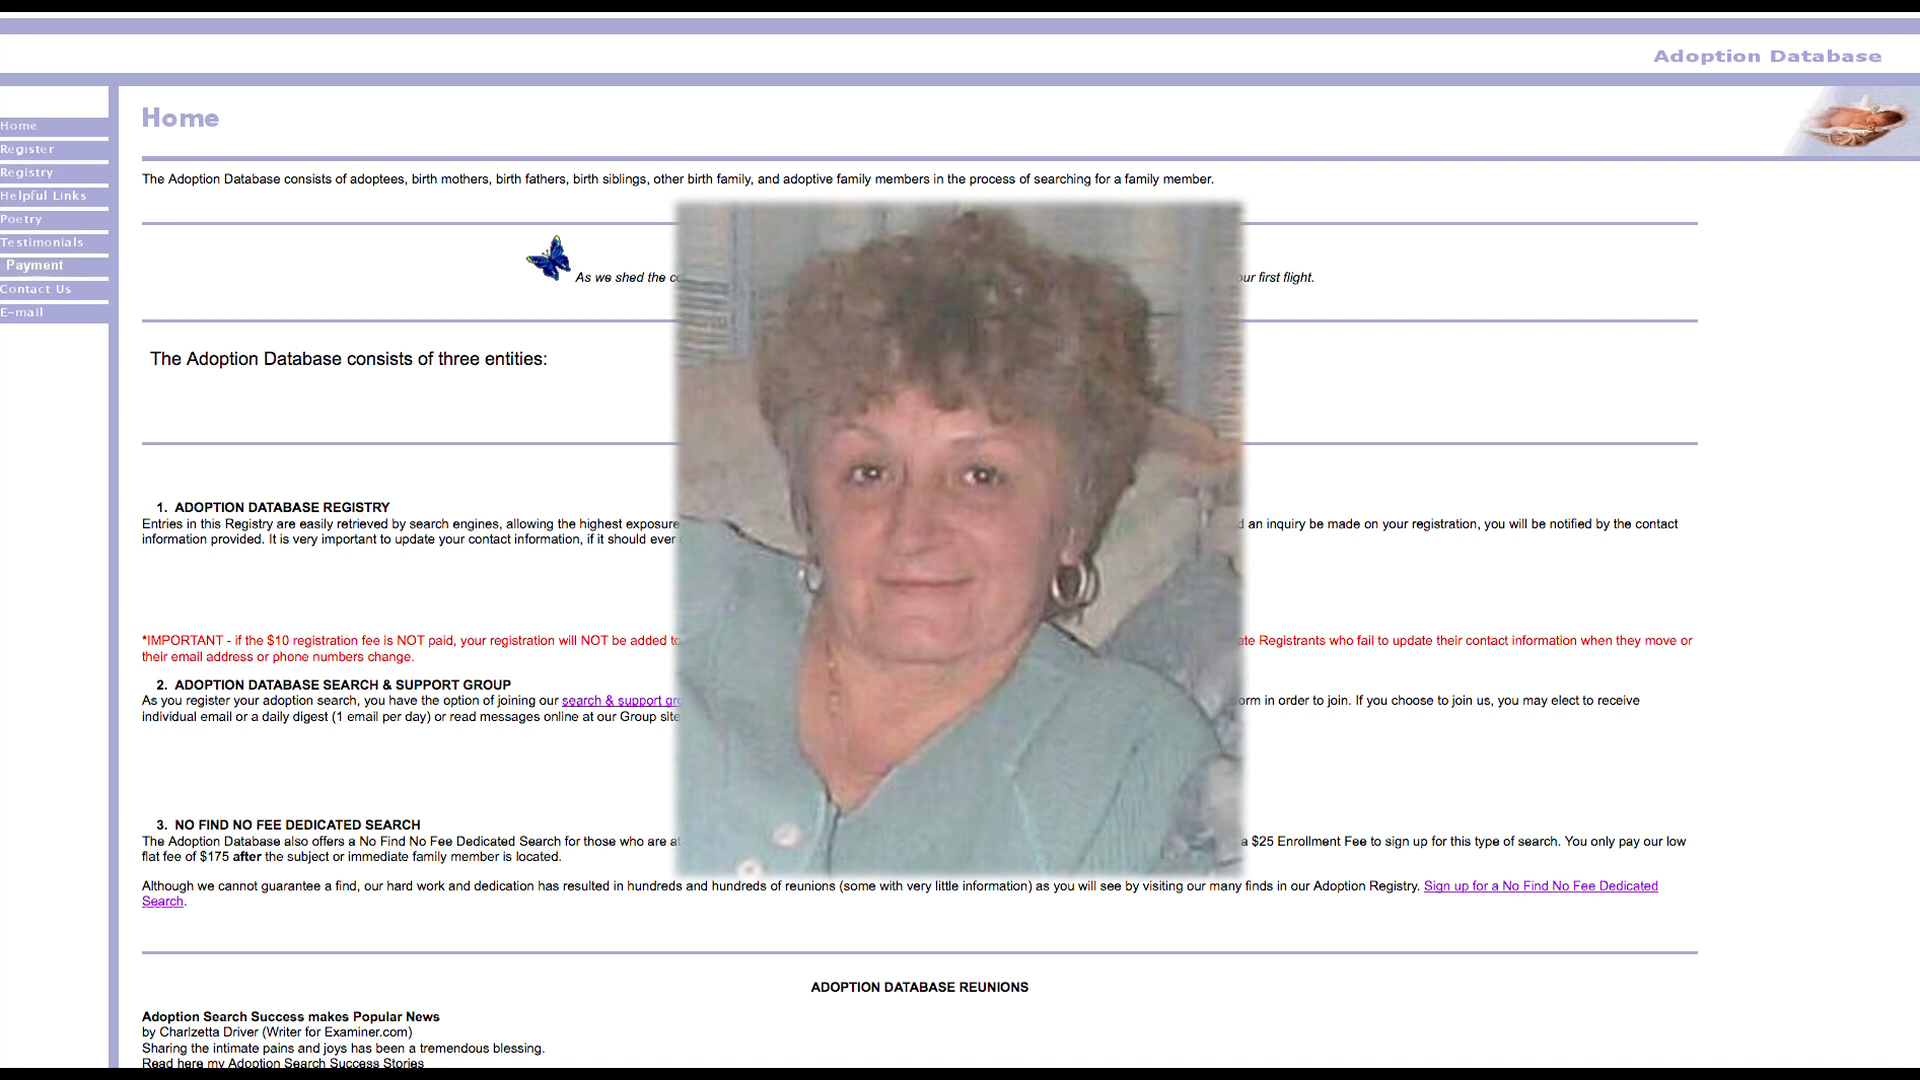 Adoption Database
Home
Home
Register
Registry
Helpful Links
Poetry
Testimonials
Payment
Contact Us
E-mail
The Adoption Database consists of adoptees, birth mothers, birth fathers, birth siblings, other birth family, and adoptive family members in the process of searching for a family member.
As we shed the our first flight.
The Adoption Database consists of three entities:
1. ADOPTION DATABASE REGISTRY
Entries in this Registry are easily retrieved by search engines, allowing the highest exposure an inquiry be made on your registration, you will be notified by the contact
information provided. It is very important to update your contact information, if it should ever
*IMPORTANT - if the $10 registration fee is NOT paid, your registration will NOT be added to Registrants who fail to update their contact information when they move or
their email address or phone numbers change.
2. ADOPTION DATABASE SEARCH & SUPPORT GROUP
As you register your adoption search, you have the option of joining our search & support in order to join. If you choose to join us, you may elect to receive
individual email or a daily digest (1 email per day) or read messages online at our Group site
3. NO FIND NO FEE DEDICATED SEARCH
The Adoption Database also offers a No Find No Fee Dedicated Search for those who are a $25 Enrollment Fee to sign up for this type of search. You only pay our low
flat fee of $175 after the subject or immediate family member is located.
Although we cannot guarantee a find, our hard work and dedication has resulted in hundreds and hundreds of reunions (some with very little information) as you will see by visiting our many finds in our Adoption Registry. Sign up for a No Find No Fee Dedicated
Search.
ADOPTION DATABASE REUNIONS
Adoption Search Success makes Popular News
by Charlzetta Driver (Writer for Examiner.com)
Sharing the intimate pains and joys has been a tremendous blessing.
Read here my Adoption Search Success Stories